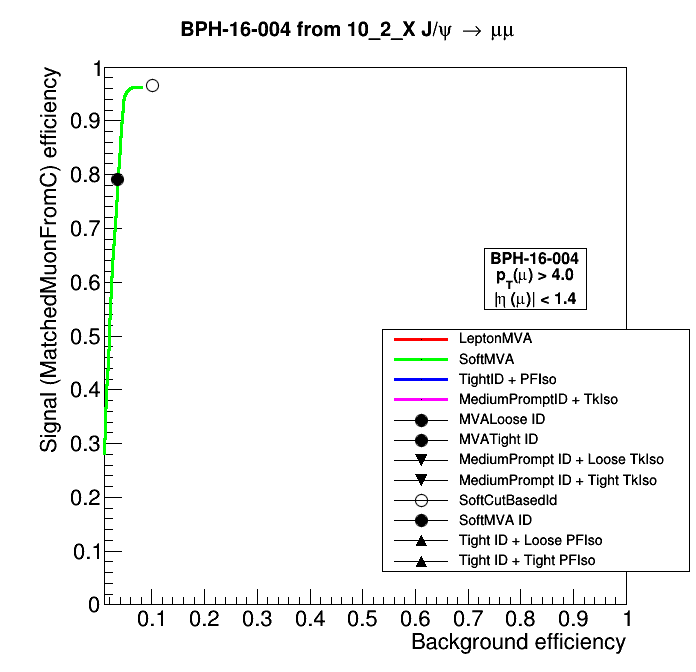 BPH-16-004 from 10_2_X J/ψ → μμ
Signal (MatchedMuonFromC) efficiency
1
0.9
0.8
0.7
0.6
0.5
0.4
0.3
0.2
0.1
0
BPH-16-004
pT(μ) > 4.0
|η (μ)| < 1.4
LeptonMVA
SoftMVA
TightID + PFIso
MediumPromptID + TkIso
MVALoose ID
MVATight ID
MediumPrompt ID + Loose TkIso
MediumPrompt ID + Tight TkIso
SoftCutBasedId
SoftMVA ID
Tight ID + Loose PFIso
Tight ID + Tight PFIso
0.1 0.2 0.3 0.4 0.5 0.6 0.7 0.8 0.9 1
Background efficiency